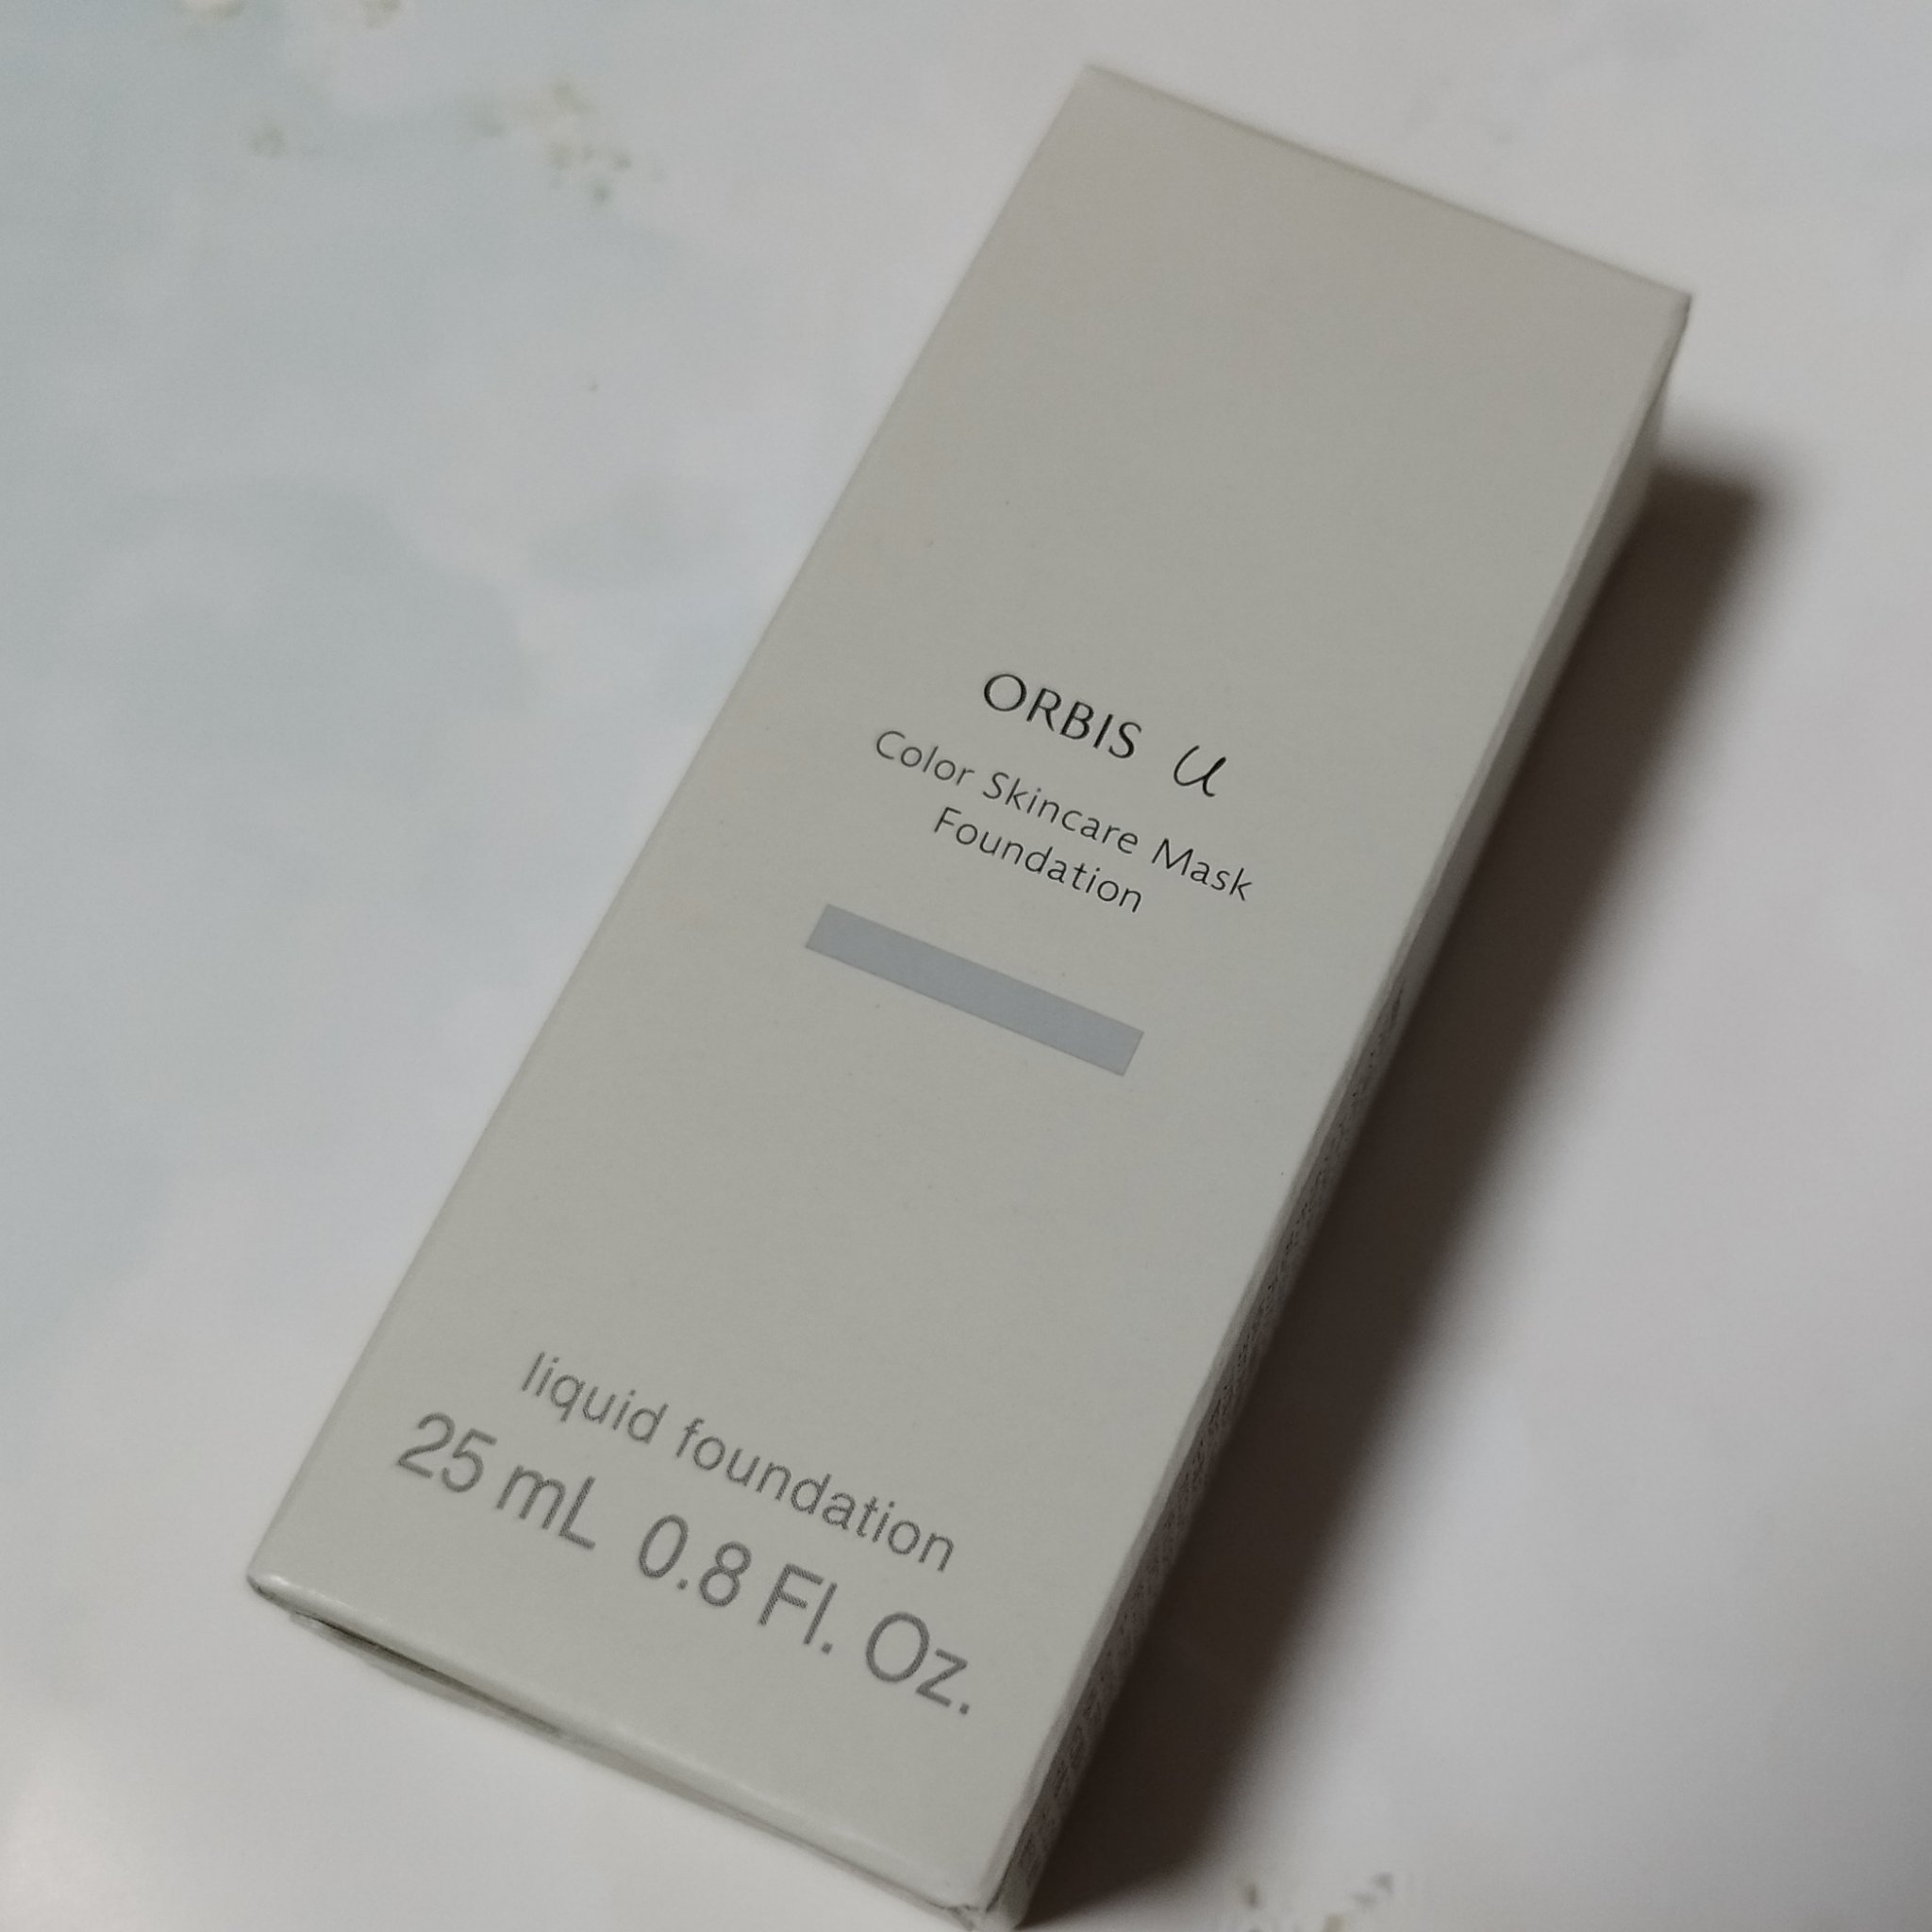 ORBIS u
Color Skincare Mask
Foundation
liquid foundation
25 mL 0.8 Fl. Oz.